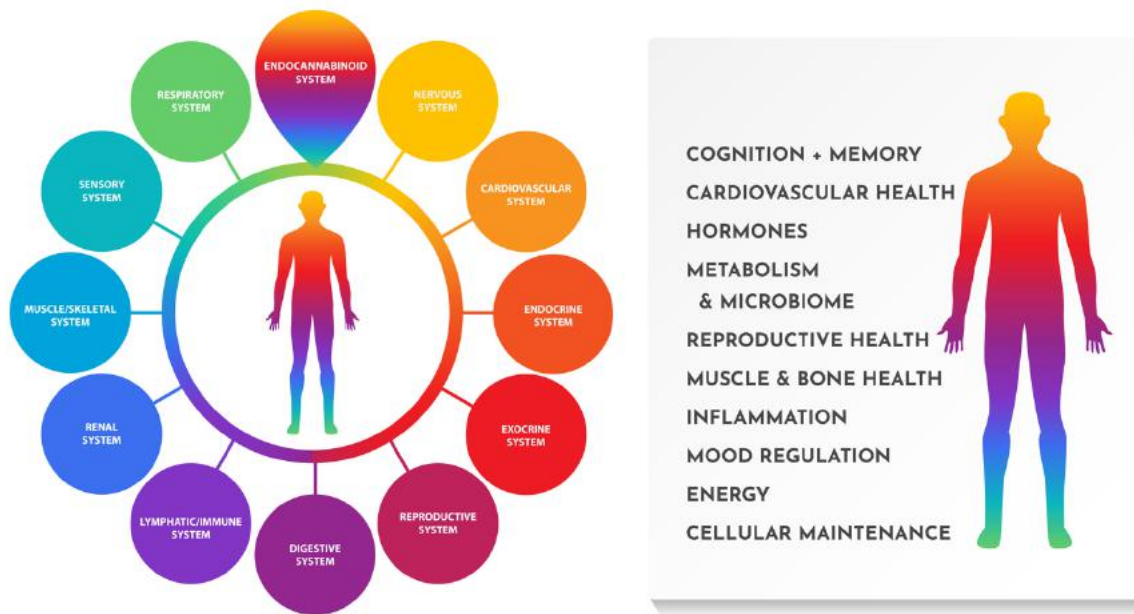 ENDOCANNABINOID
SYSTEM
NERVOUS
SYSTEM
CARDIOVASCULAR
SYSTEM
ENDOCRINE
SYSTEM
EXOCRINE
SYSTEM
REPRODUCTIVE
SYSTEM
DIGESTIVE
SYSTEM
LYMPHATIC/IMMUNE
SYSTEM
RENAL
SYSTEM
MUSCLE/SKELETAL
SYSTEM
SENSORY
SYSTEM
RESPIRATORY
SYSTEM
COGNITION + MEMORY
CARDIOVASCULAR HEALTH
HORMONES
METABOLISM
& MICROBIOME
REPRODUCTIVE HEALTH
MUSCLE & BONE HEALTH
INFLAMMATION
MOOD REGULATION
ENERGY
CELLULAR MAINTENANCE